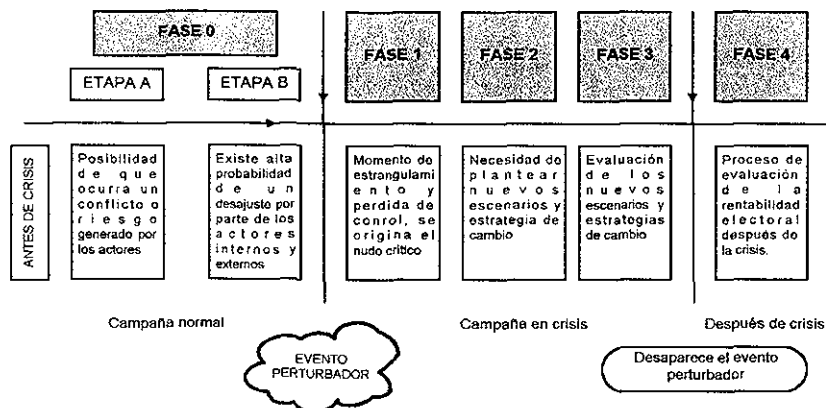 FASE 0
FASE 1
FASE 2
FASE 3
FASE 4
ETAPA A
ETAPA B
ANTES DE CRISIS
Posibilidad
de que
ocurra un
conflicto o
riesgo
generado por
los actores
Existe alta
probabilidad
de un
desajuste por
parte de los
actores
internos y
externos
Momento de
estrangulami
ento y
perdida de
conrol, se
origina el
nudo critico
Necesidad de
plantear
nuevos
escenarios y
estrategia de
cambio
Evaluación
de los
nuevos
escenarios y
estrategias
de cambio
Proceso de
evaluación
de la
rentabilidad
electoral
después de
la crisis.
Campaña normal
Campaña en crisis
Después de crisis
EVENTO
PERTURBADOR
Desaparece el evento
perturbador